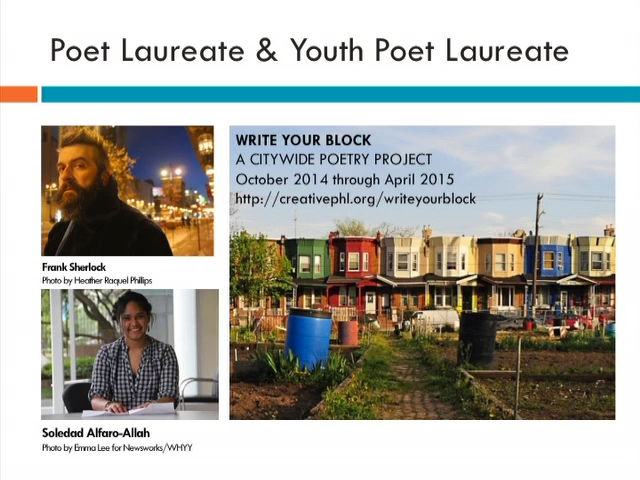 Poet Laureate & Youth Poet Laureate
WRITE YOUR BLOCK
A CITYWIDE POETRY PROJECT
October 2014 through April 2015
http://creativephl.org/writeyourblock
Frank Sherlock
Photo by Heather Raquel Phillips
Soledad Alfaro-Allah
Photo by Emma Lee for Newsworks/WHYY